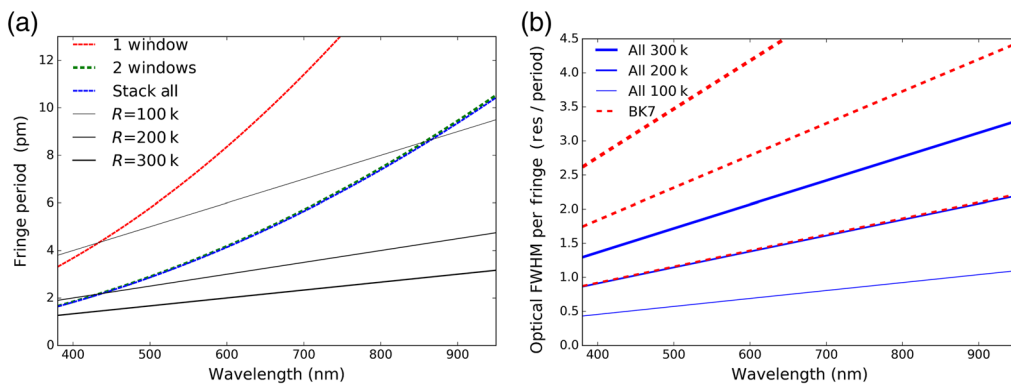 (a)
Fringe period (pm)
12
10
8
6
4
2
0
1 window
2 windows
Stack all
R=100 k
R=200 k
R=300 k
400 500 600 700 800 900
Wavelength (nm)
(b)
Optical FWHM per fringe (res / period)
4.5
4.0
3.5
3.0
2.5
2.0
1.5
1.0
0.5
0.0
All 300 k
All 200 k
All 100 k
BK7
400 500 600 700 800 900
Wavelength (nm)